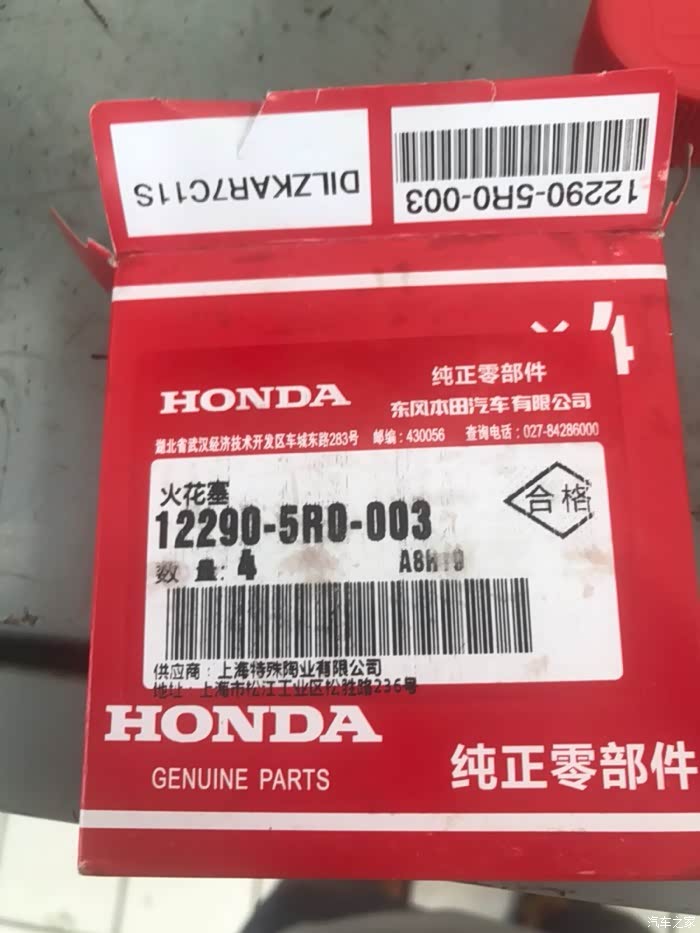 DILZKAR7C11S
12290-5R0-003
HONDA
纯正零部件
东风本田汽车有限公司
湖北省武汉经济技术开发区车城东路283号 邮编:430056 查询电话:027-84286000
火花塞
12290-5R0-003
合格
数 量: 4
供应商:上海特殊陶业有限公司
地址:上海市松江工业区松胜路236号
HONDA
GENUINE PARTS
纯正零部件
汽车之家